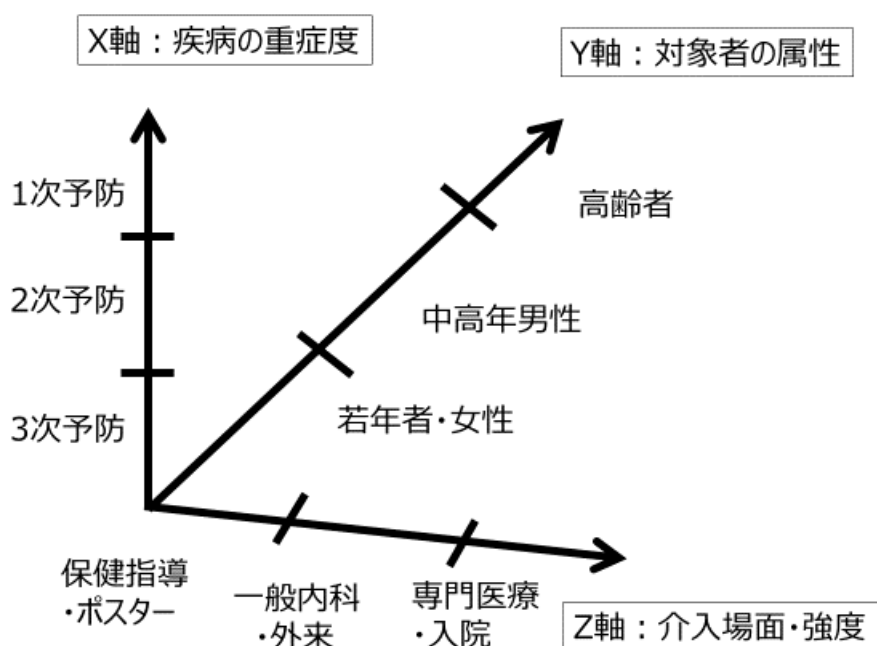 X軸：疾病の重症度
Y軸：対象者の属性
1次予防
2次予防
3次予防
高齢者
中高年男性
若年者・女性
保健指導
・ポスター
一般内科
・外来
専門医療
・入院
Z軸：介入場面・強度